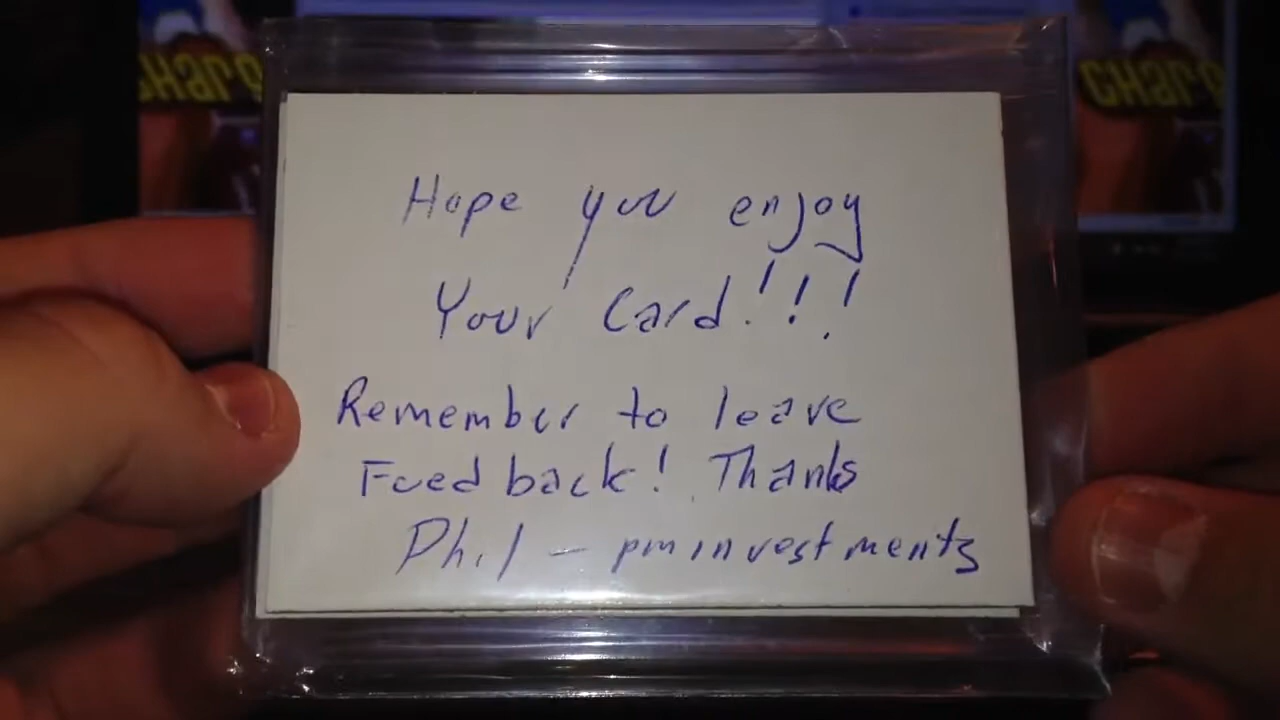 Hope you enjoy
Your Card!!!
Remember to leave
Feedback! Thanks
Phil - pminvestments